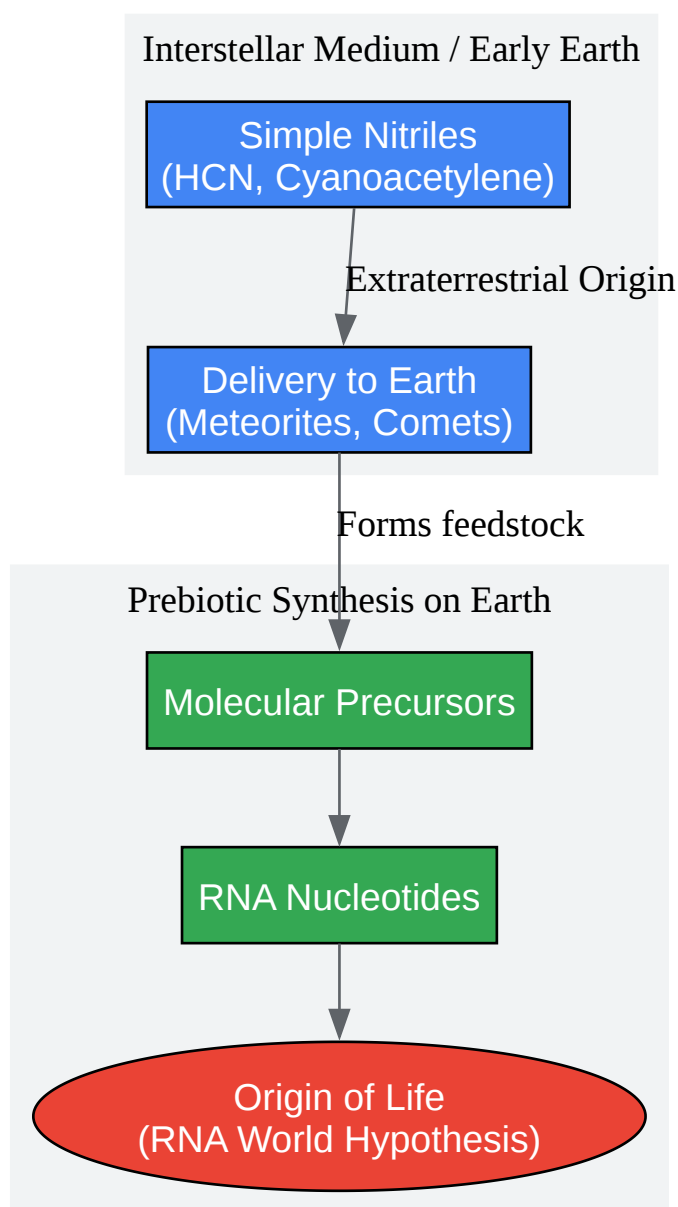 Interstellar Medium / Early Earth
Simple Nitriles
(HCN, Cyanoacetylene)
Extraterrestrial Origin
Delivery to Earth
(Meteorites, Comets)
Forms feedstock
Prebiotic Synthesis on Earth
Molecular Precursors
RNA Nucleotides
Origin of Life
(RNA World Hypothesis)